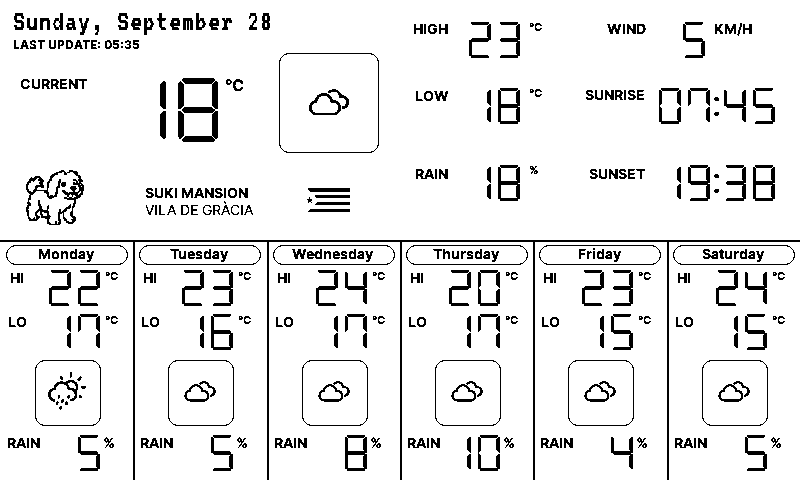 Sunday, September 28
LAST UPDATE: 05:35
CURRENT 18 °C
HIGH 23 °C
LOW 18 °C
RAIN 18 %
WIND 5 KM/H
SUNRISE 07:45
SUNSET 19:38
SUKI MANSION
VILA DE GRÀCIA
Monday
HI 22 °C
LO 17 °C
RAIN 5 %
Tuesday
HI 23 °C
LO 16 °C
RAIN 5 %
Wednesday
HI 24 °C
LO 17 °C
RAIN 8 %
Thursday
HI 20 °C
LO 17 °C
RAIN 10 %
Friday
HI 23 °C
LO 15 °C
RAIN 4 %
Saturday
HI 24 °C
LO 15 °C
RAIN 5 %